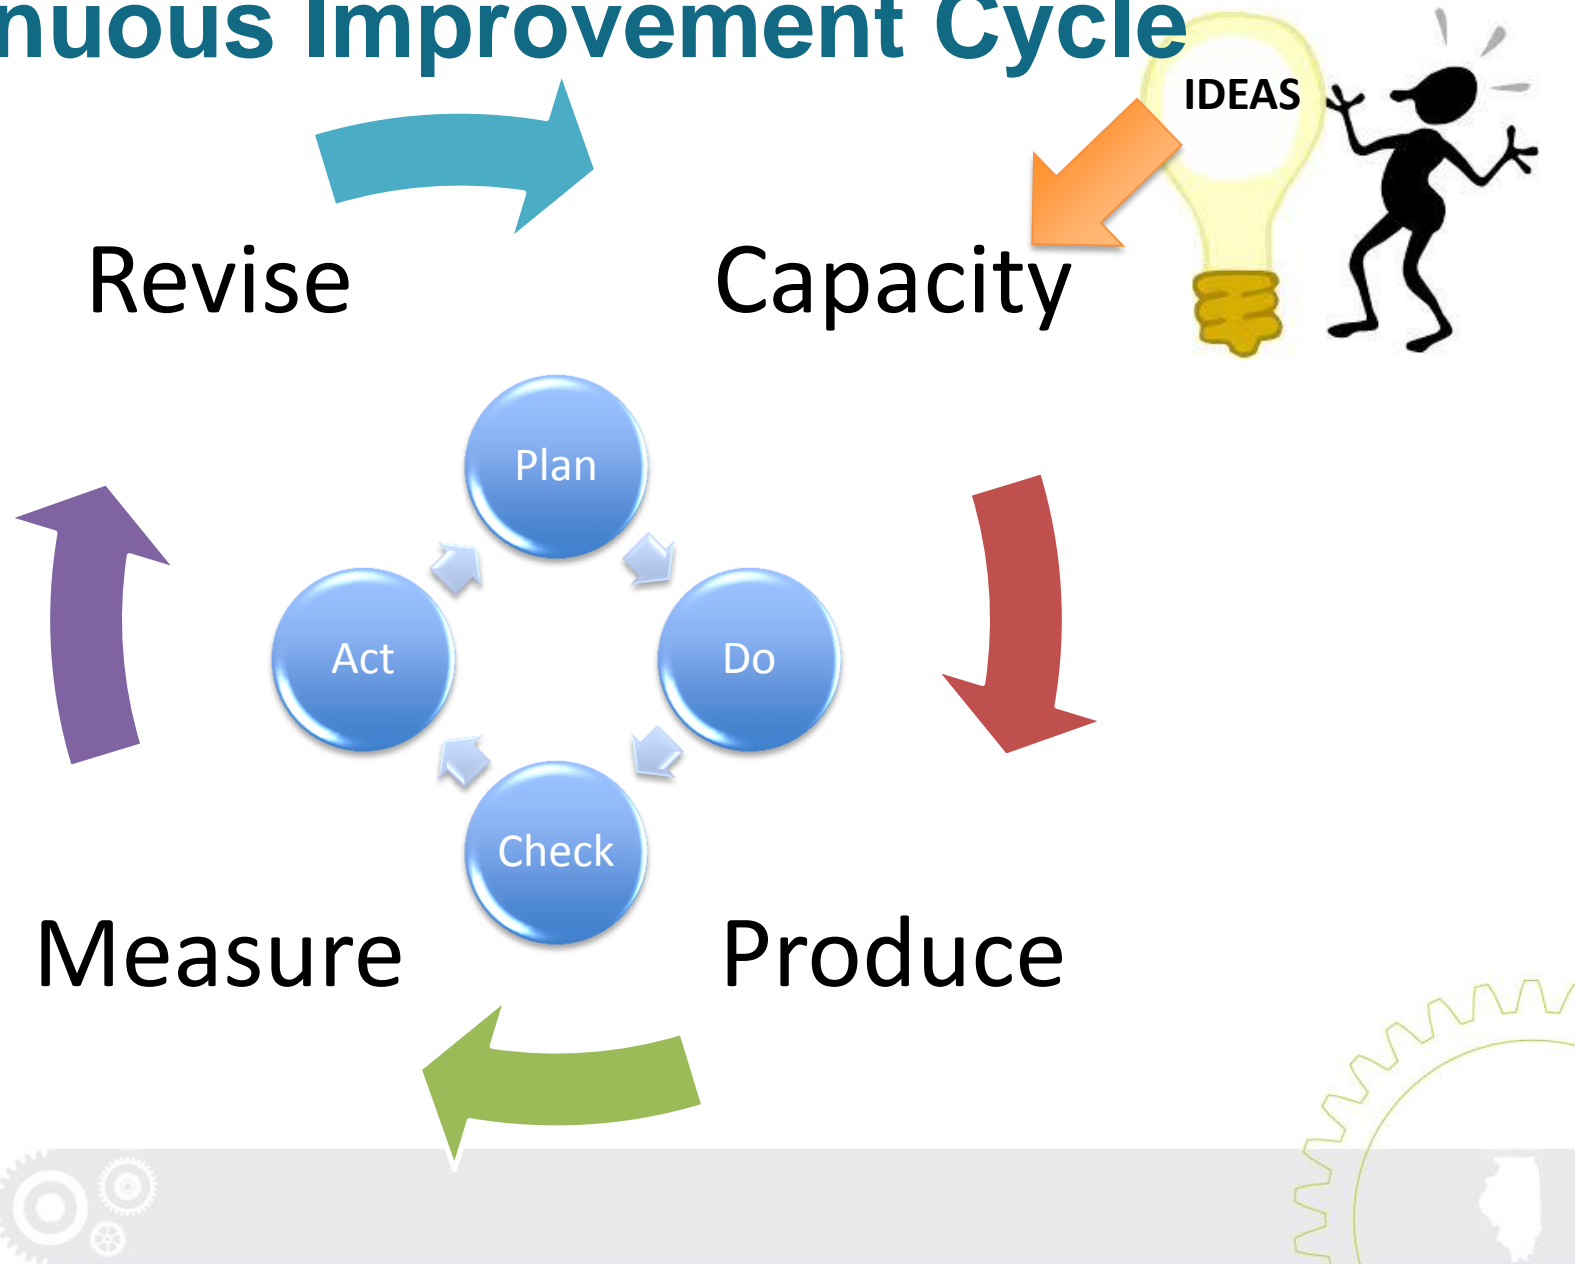 nuous Improvement Cycle
IDEAS
Revise
Capacity
Plan
Act
Do
Check
Measure
Produce